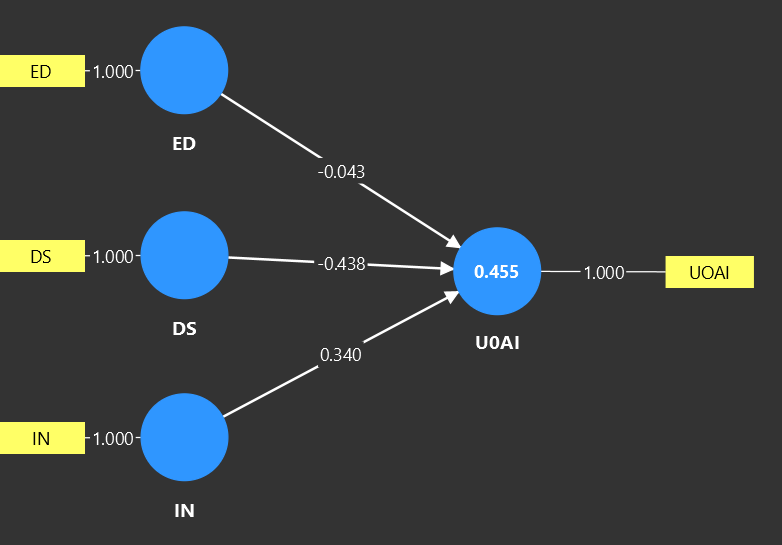 ED
1.000
ED
-0.043
DS
1.000
DS
-0.438
0.455
1.000
UOAI
U0AI
0.340
IN
1.000
IN